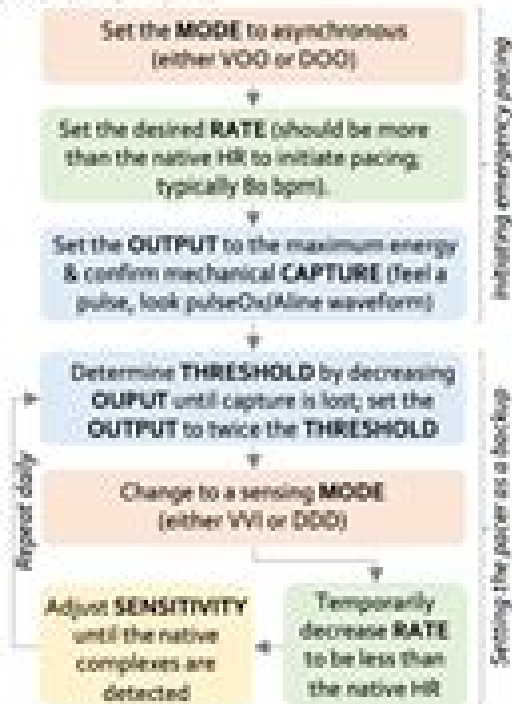 Set the MODE to asynchronous
(either VOO or DOO)
Set the desired RATE (should be more
than the native HR to initiate pacing;
typically 80 bpm).
Set the OUTPUT to the maximum energy
& confirm mechanical CAPTURE (feel a
pulse, look pulseOx/Aline waveform)
Initiating emergency pacing
Determine THRESHOLD by decreasing
OUPUT until capture is lost; set the
OUTPUT to twice the THRESHOLD
Change to a sensing MODE
(either VVI or DDD)
Temporarily
decrease RATE
to be less than
the native HR
Adjust SENSITIVITY
until the native
complexes are
detected
Repeat daily
Setting the pacer as a backup